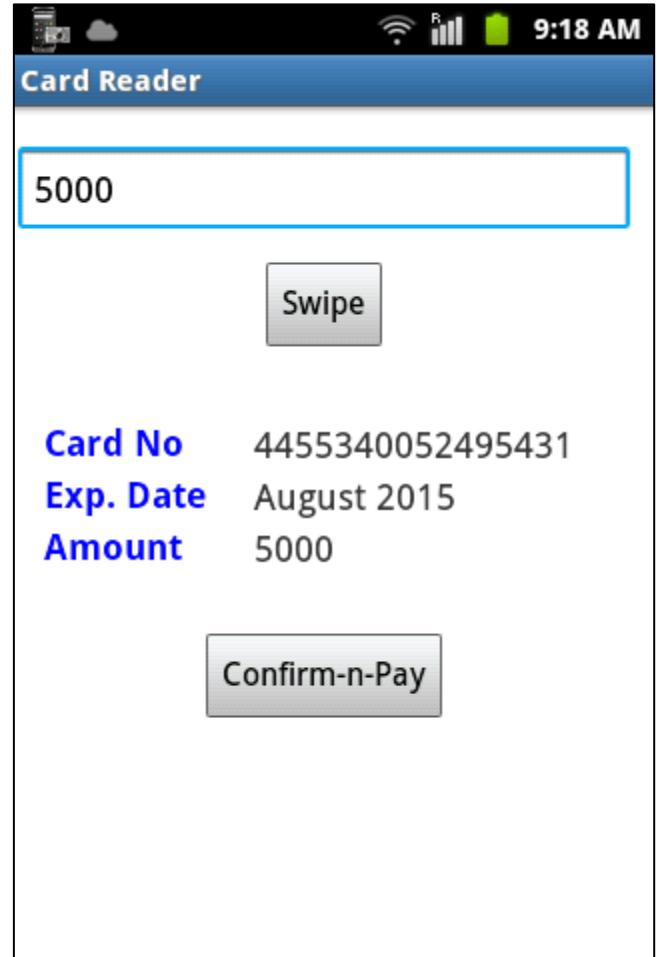 R 9:18 AM
Card Reader
5000
Swipe
Card No 4455340052495431
Exp. Date August 2015
Amount 5000
Confirm-n-Pay